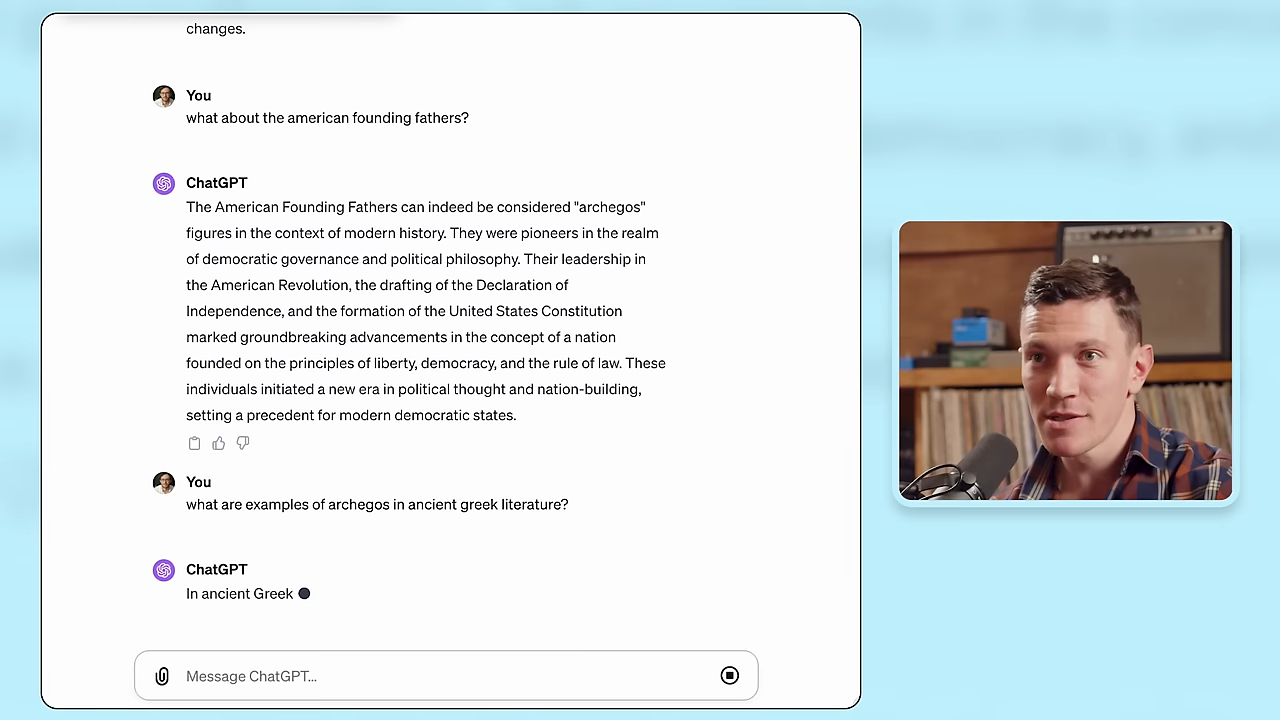 changes.
You
what about the american founding fathers?
ChatGPT
The American Founding Fathers can indeed be considered "archegos"
figures in the context of modern history. They were pioneers in the realm
of democratic governance and political philosophy. Their leadership in
the American Revolution, the drafting of the Declaration of
Independence, and the formation of the United States Constitution
marked groundbreaking advancements in the concept of a nation
founded on the principles of liberty, democracy, and the rule of law. These
individuals initiated a new era in political thought and nation-building,
setting a precedent for modern democratic states.
You
what are examples of archegos in ancient greek literature?
ChatGPT
In ancient Greek
Message ChatGPT...